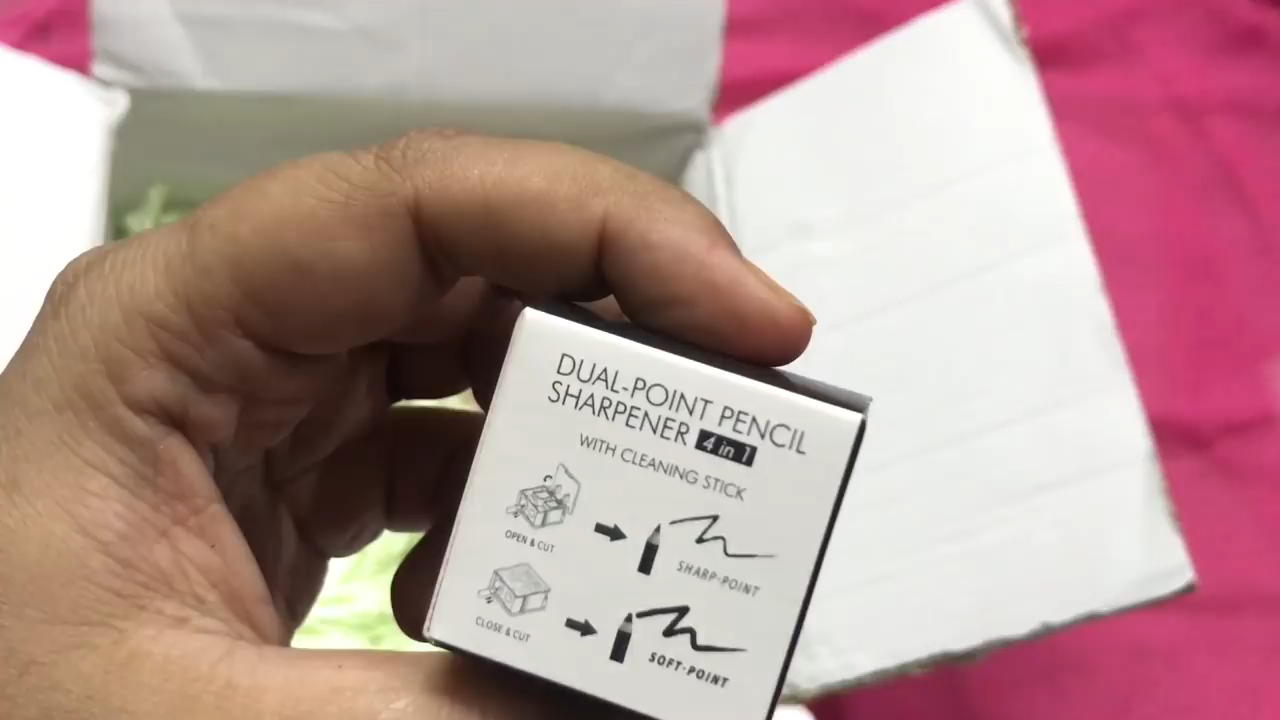 DUAL-POINT PENCIL
SHARPENER 4 in 1
WITH CLEANING STICK
OPEN & CUT
SHARP-POINT
CLOSE & CUT
SOFT-POINT